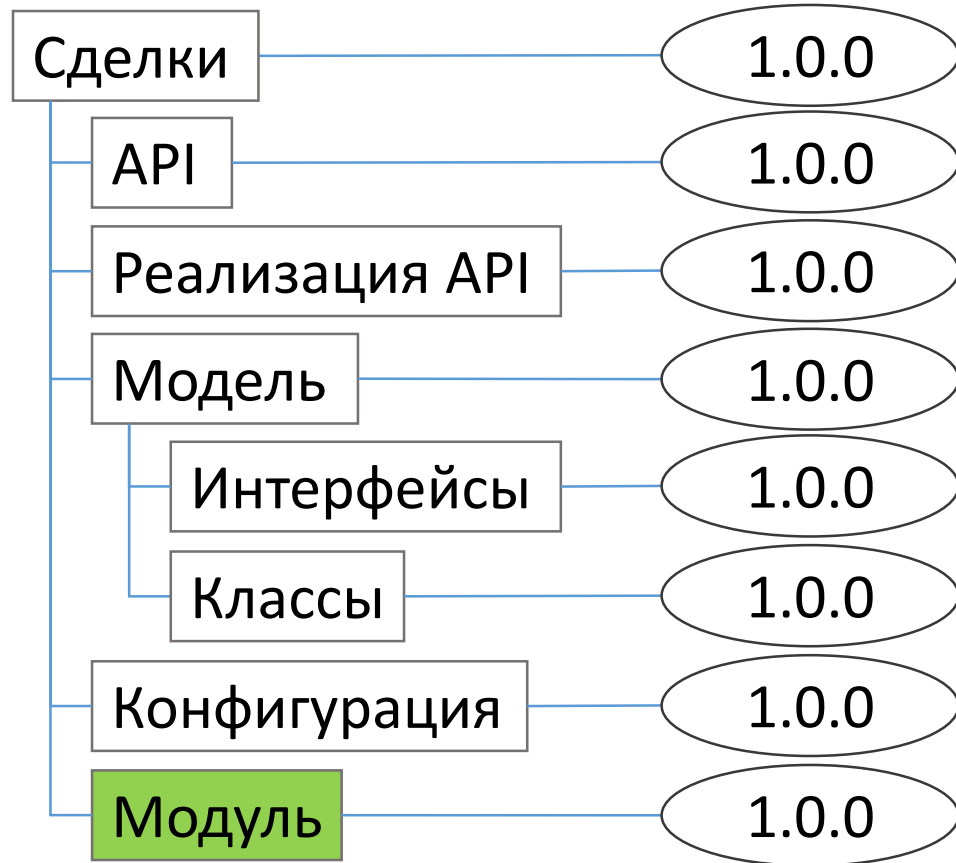 Сделки 1.0.0
API 1.0.0
Реализация API 1.0.0
Модель 1.0.0
Интерфейсы 1.0.0
Классы 1.0.0
Конфигурация 1.0.0
Модуль 1.0.0